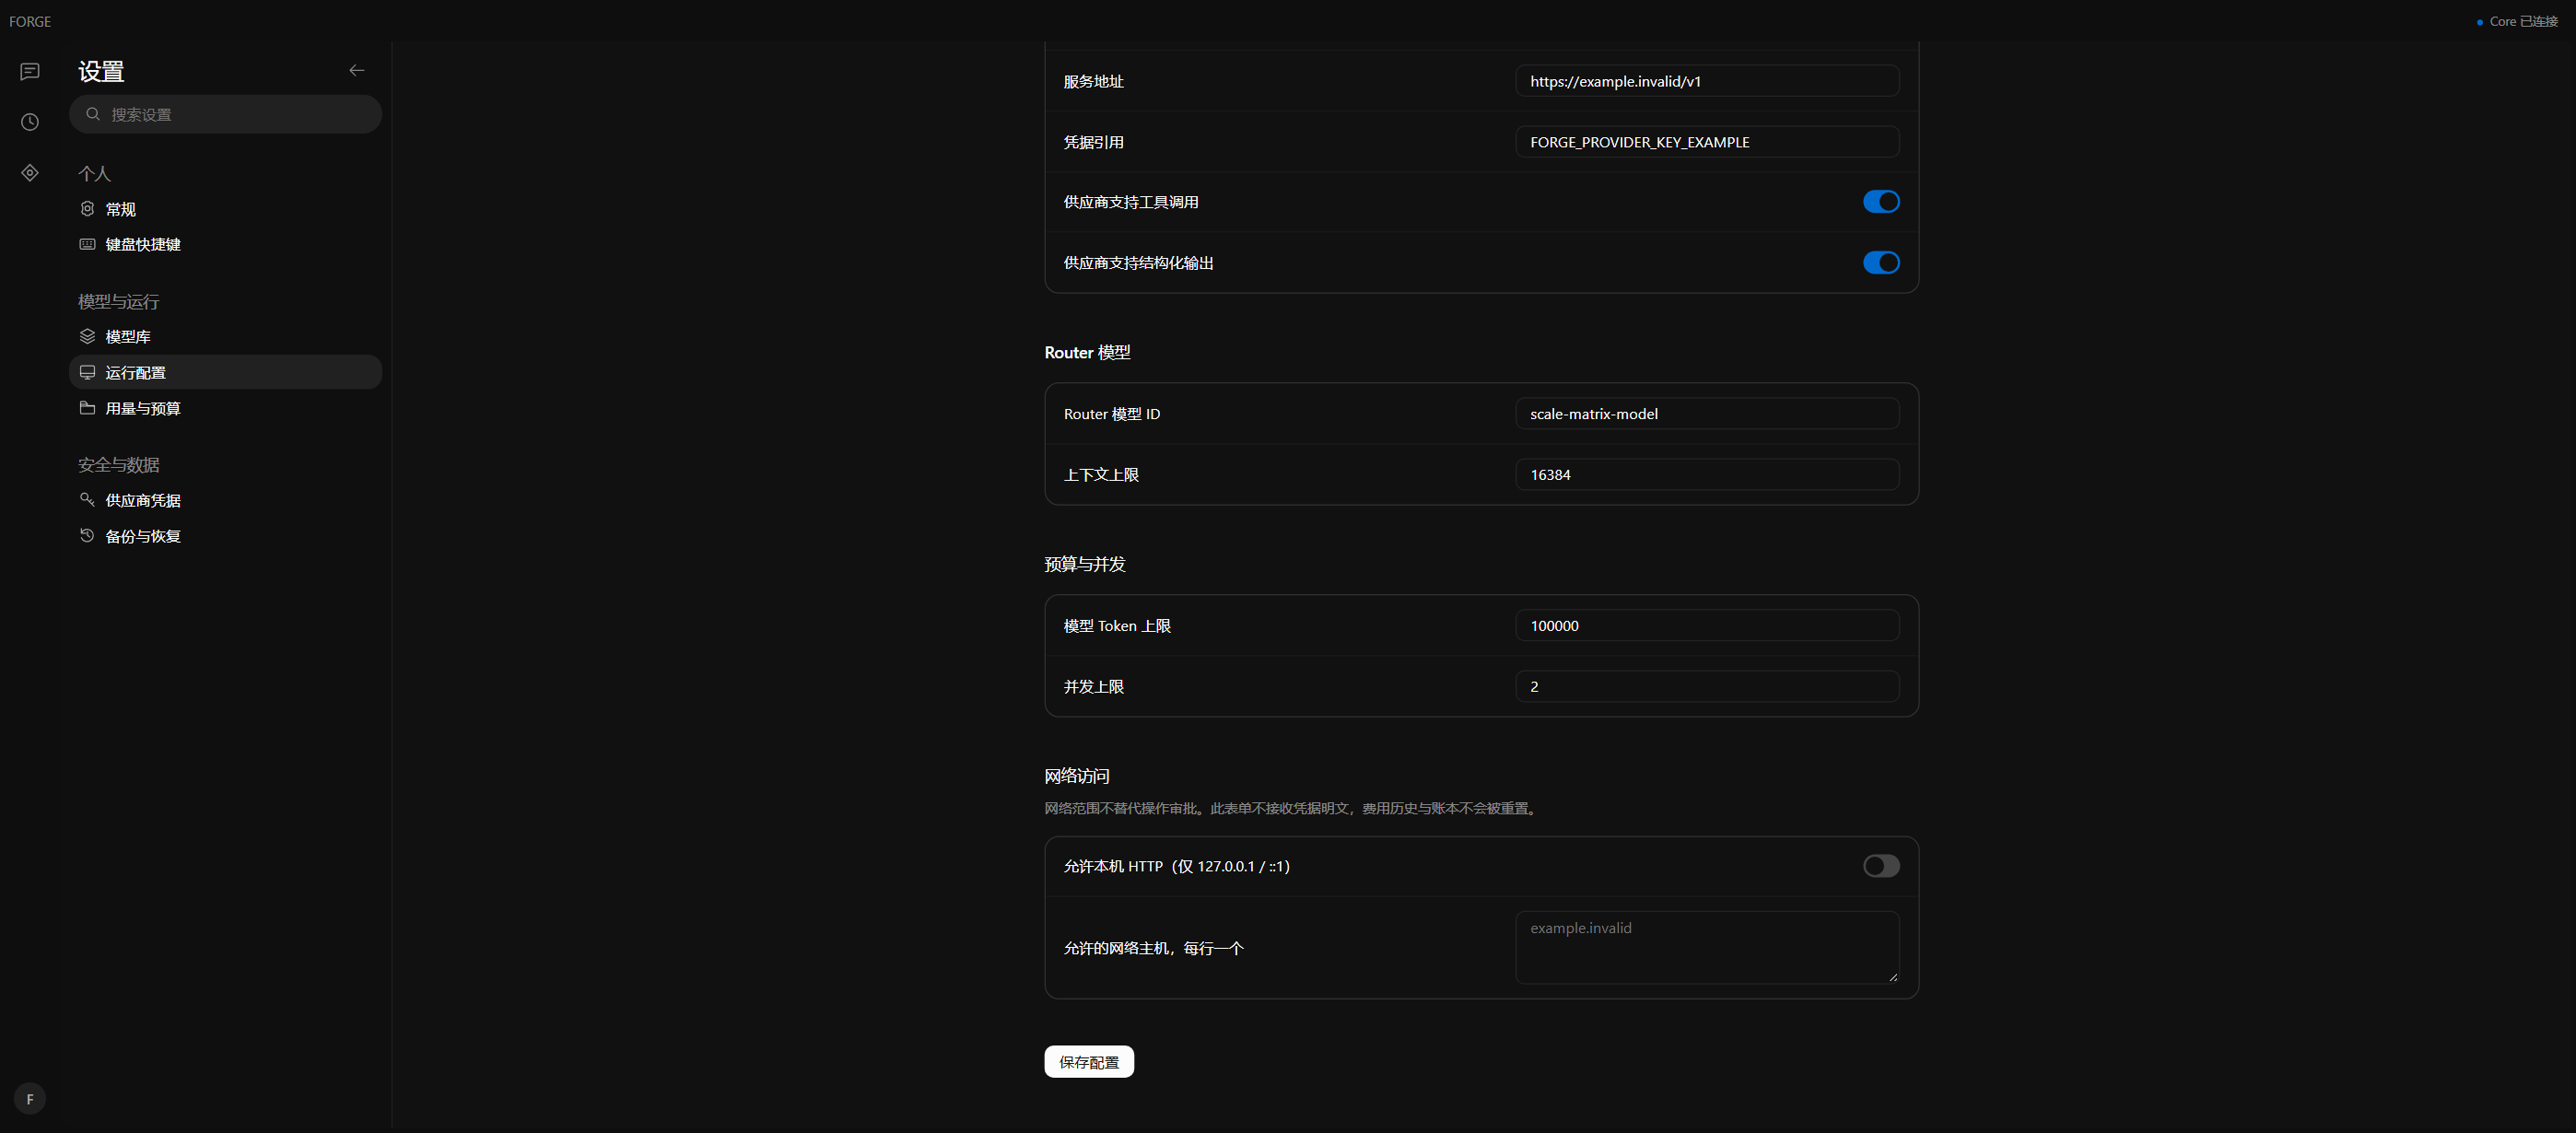 FORGE
Core 已连接
设置
搜索设置
个人
常规
键盘快捷键
模型与运行
模型库
运行配置
用量与预算
安全与数据
供应商凭据
备份与恢复
F
服务地址
https://example.invalid/v1
凭据引用
FORGE_PROVIDER_KEY_EXAMPLE
供应商支持工具调用
供应商支持结构化输出
Router 模型
Router 模型 ID
scale-matrix-model
上下文上限
16384
预算与并发
模型 Token 上限
100000
并发上限
2
网络访问
网络范围不替代操作审批。此表单不接收凭据明文，费用历史与账本不会被重置。
允许本机 HTTP（仅 127.0.0.1 / ::1）
允许的网络主机，每行一个
example.invalid
保存配置